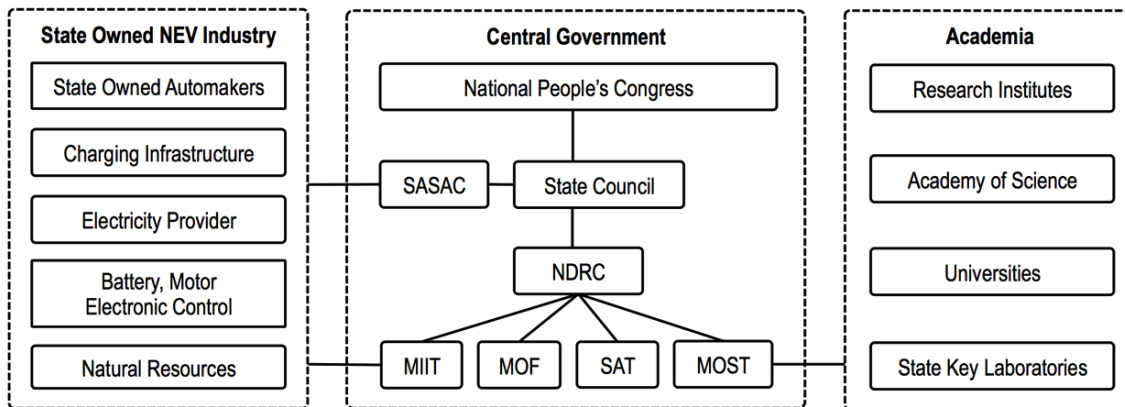 State Owned NEV Industry
State Owned Automakers
Charging Infrastructure
Electricity Provider
Battery, Motor
Electronic Control
Natural Resources
Central Government
National People's Congress
SASAC
State Council
NDRC
MIIT
MOF
SAT
MOST
Academia
Research Institutes
Academy of Science
Universities
State Key Laboratories